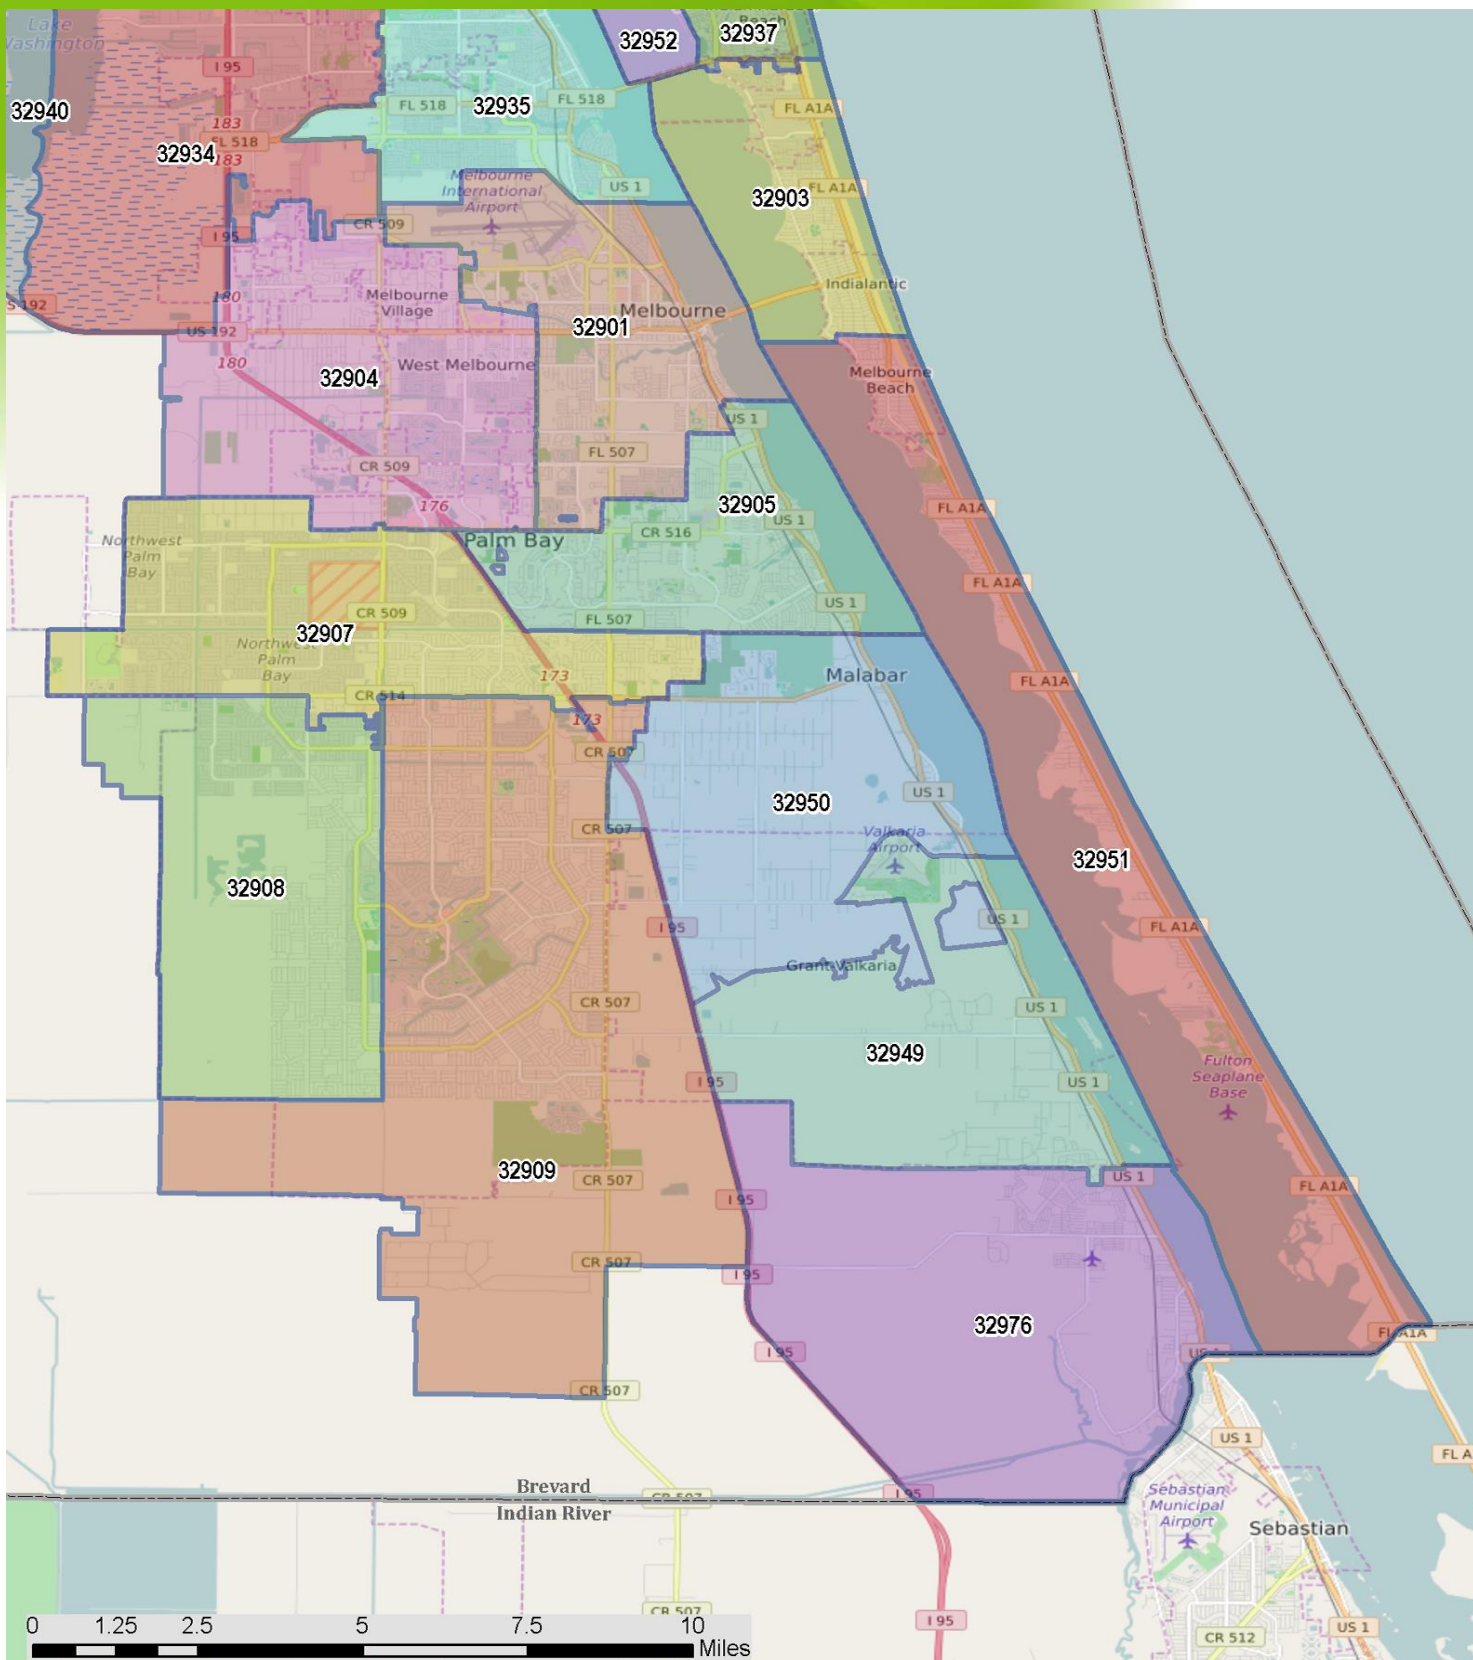 Lake
Washington
Beach
32952
32937
I 95
32940
FL 518
32935
FL 518
FL A1A
183
FL 518
32934
183
Melbourne
International
Airport
US 1
FL A1A
32903
CR 509
I 95
180
Melbourne
Village
Indialantic
US 192
US 192
Melbourne
32901
180
32904
West Melbourne
Melbourne
Beach
US 1
FL 507
CR 509
176
32905
FL A1A
US 1
Northwest
Palm
Bay
Palm Bay
CR 516
FL A1A
CR 509
US 1
FL 507
32907
Northwest
Palm
Bay
173
Malabar
FL A1A
CR 514
173
CR 507
US 1
32950
CR 507
Valkaria
Airport
32951
32908
US 1
I 95
FL A1A
Grant-Valkaria
CR 507
US 1
32949
Fulton
Seaplane
Base
I 95
US 1
32909
CR 507
US 1
FL A1A
I 95
CR 507
I 95
32976
FL A1A
I 95
US 1
CR 507
US 1
FL A
Brevard
I 95
CR 507
Indian River
Sebastian
Municipal
Airport
Sebastian
CR 507
I 95
US 1
CR 512
0 1.25 2.5 5 7.5 10
Miles